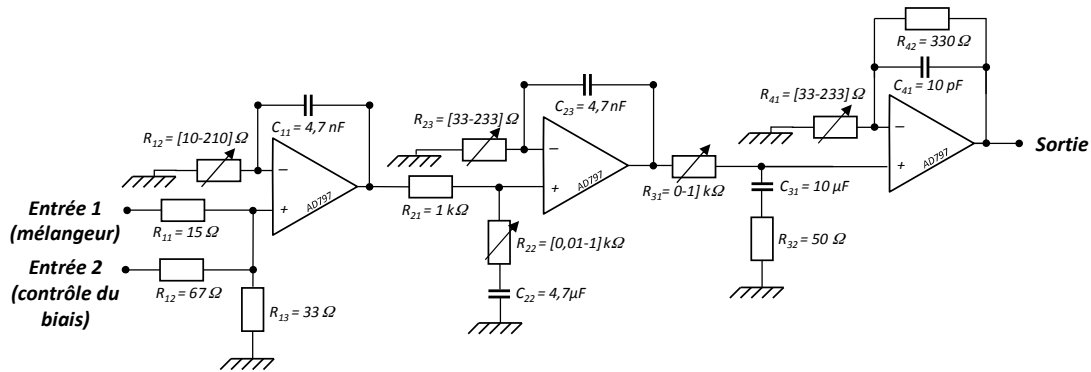 R42 = 330 Ω
C41 = 10 pF
R41 = [33-233] Ω
AD797
Sortie
C23 = 4,7 nF
R23 = [33-233] Ω
AD797
R31 = 0-1] kΩ
C31 = 10 µF
R32 = 50 Ω
C11 = 4,7 nF
R12 = [10-210] Ω
AD797
R21 = 1 kΩ
R22 = [0,01-1] kΩ
C22 = 4,7µF
Entrée 1
(mélangeur)
R11 = 15 Ω
Entrée 2
(contrôle du
biais)
R12 = 67 Ω
R13 = 33 Ω
− + − + − +